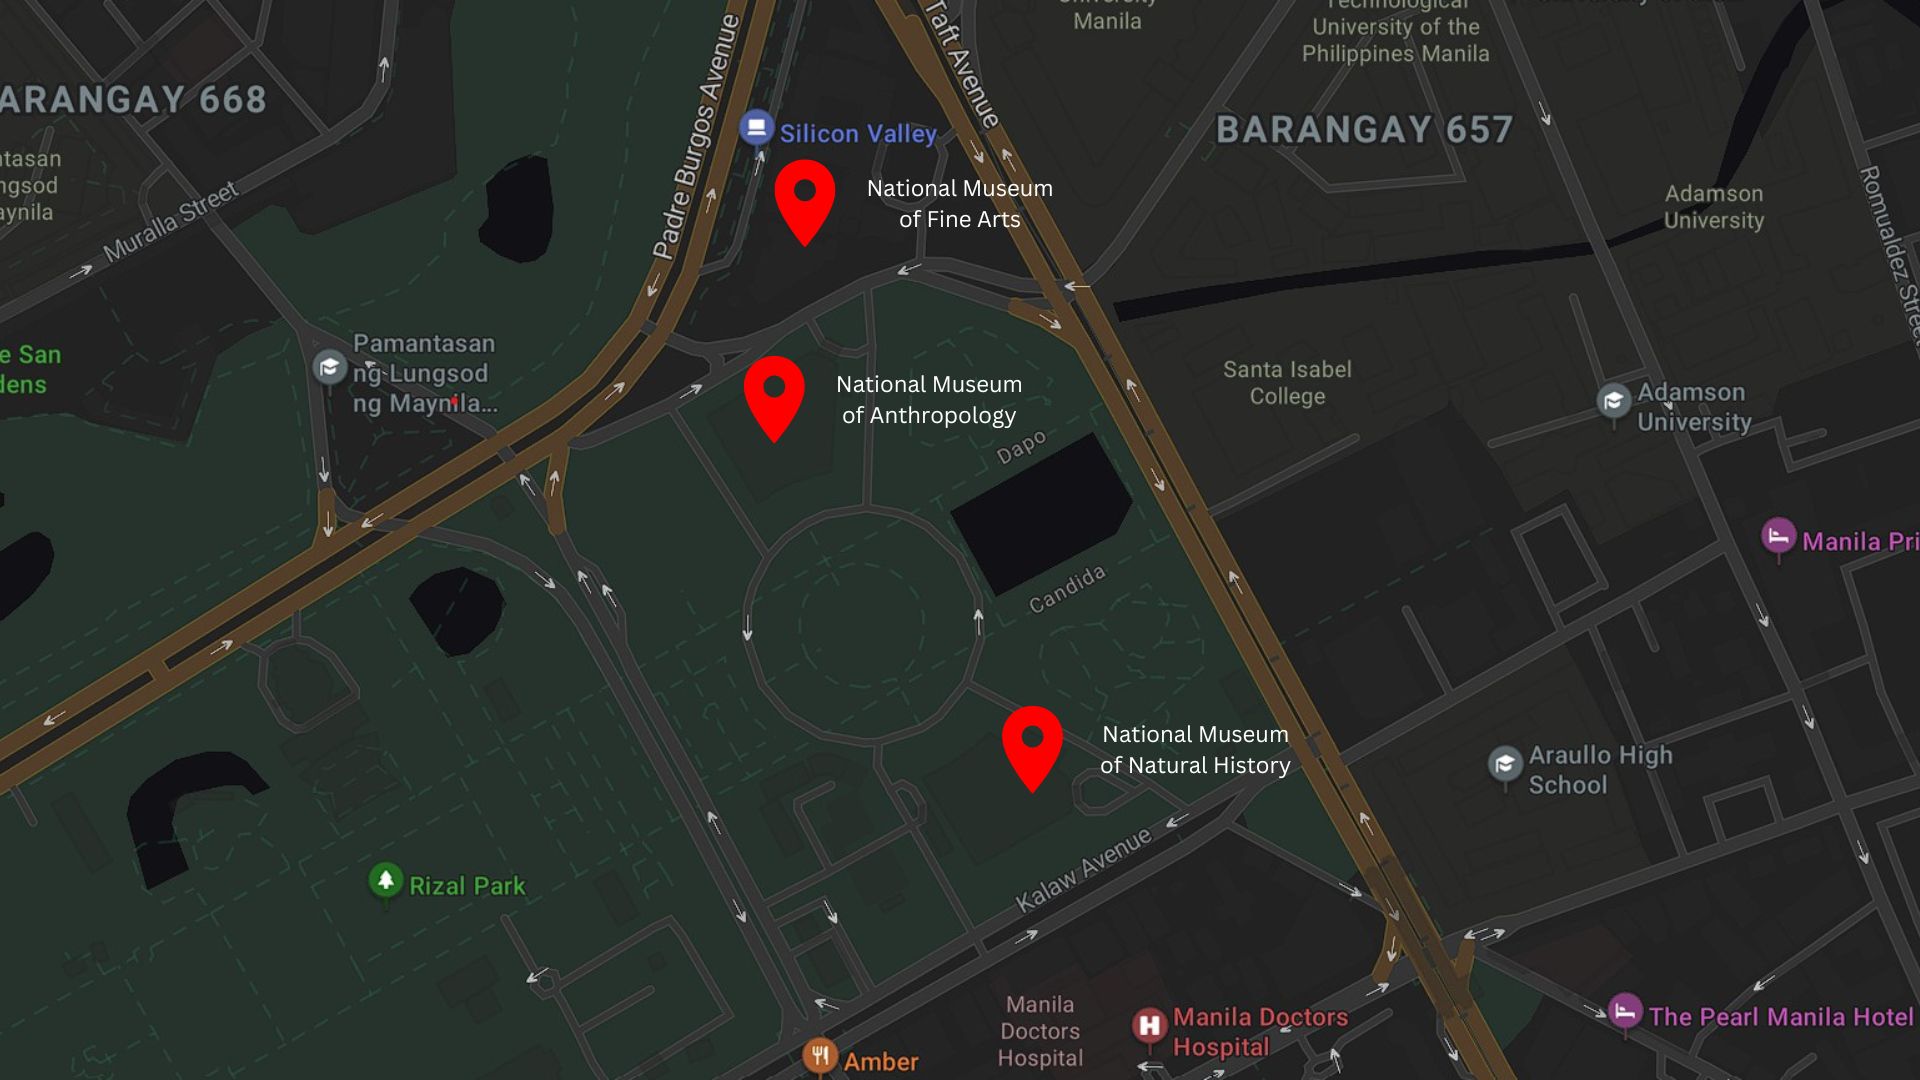 University
Manila
Technological
University of the
Philippines Manila
ARANGAY 668
Padre Burgos Avenue
Taft Avenue
Silicon Valley
BARANGAY 657
National Museum
of Fine Arts
ntasan
ngsod
aynila
Muralla Street
Adamson
University
Romualdez Street
e San
dens
Pamantasan
ng Lungsod
ng Maynila...
National Museum
of Anthropology
Santa Isabel
College
Adamson
University
Dapo
Candida
Manila Pri
National Museum
of Natural History
Araullo High
School
Kalaw Avenue
Rizal Park
Manila
Doctors
Hospital
H
Manila Doctors
Hospital
The Pearl Manila Hotel
Amber